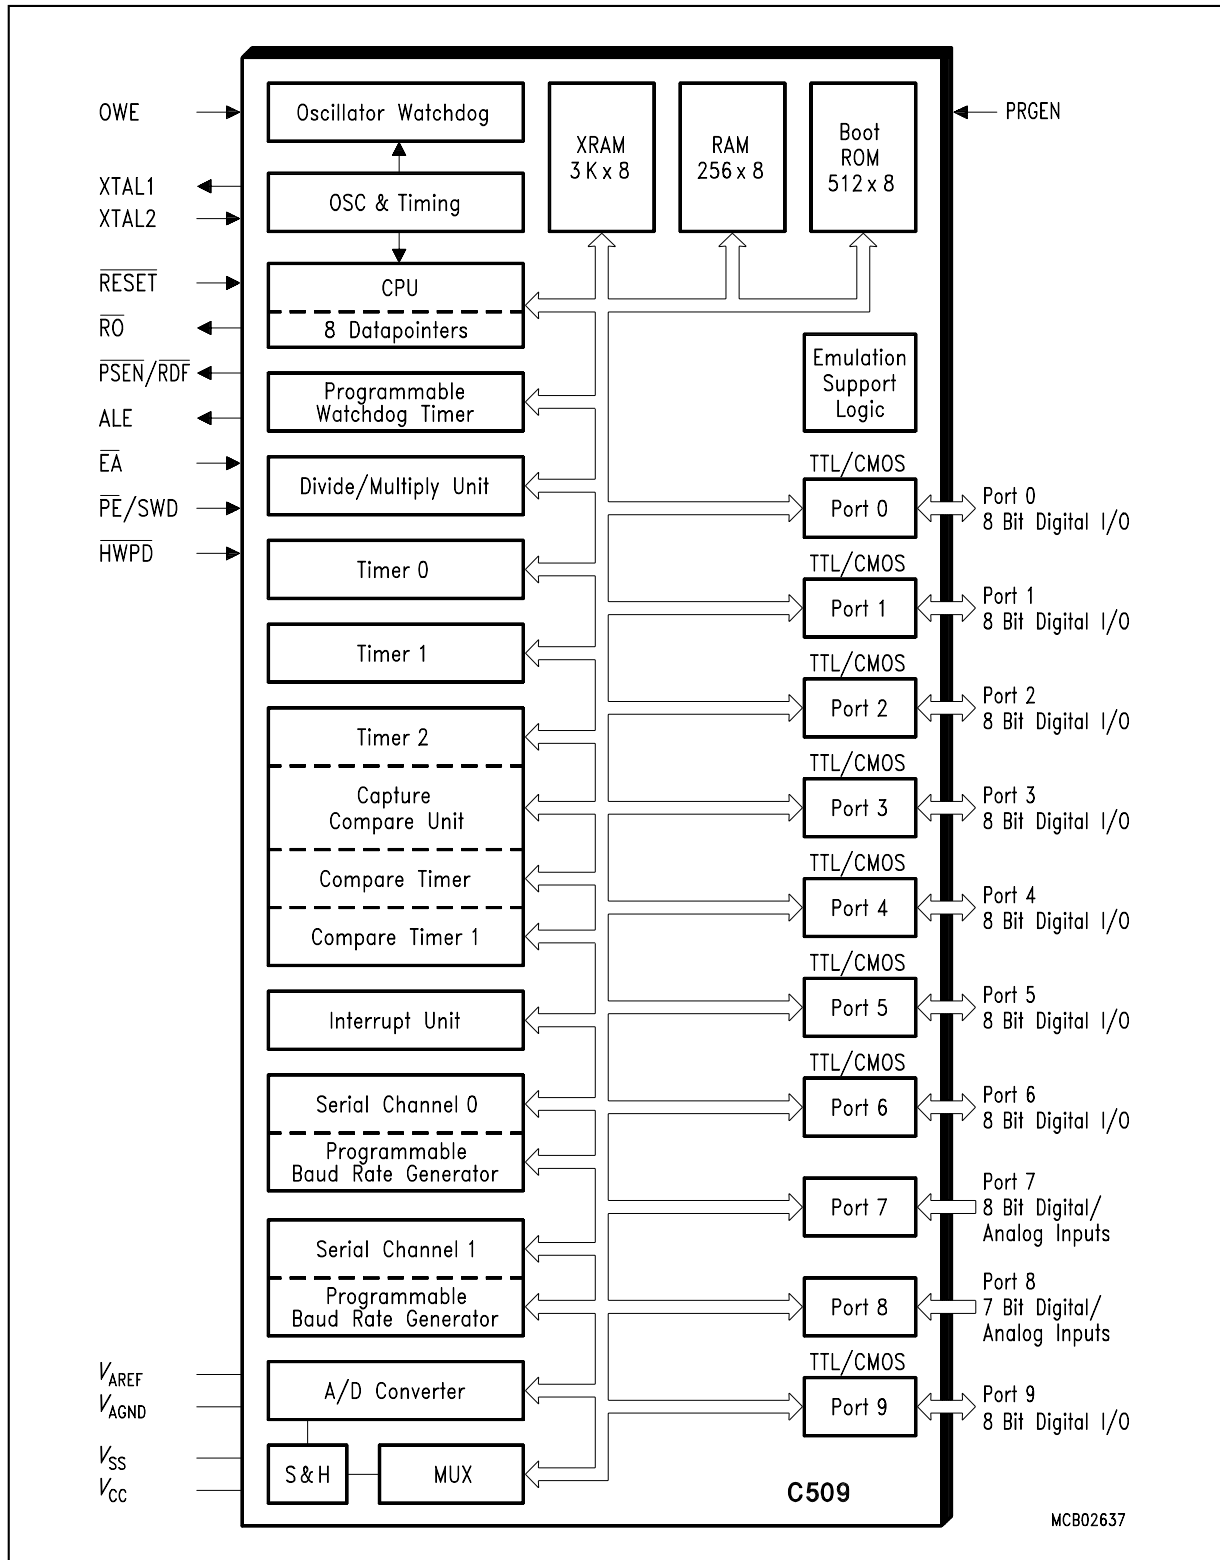 OWE
XTAL1
XTAL2
RESET
RO
PSEN/RDF
ALE
EA
PE/SWD
HWPD
VAREF
VAGND
VSS
VCC
Oscillator Watchdog
OSC & Timing
CPU
8 Datapointers
Programmable
Watchdog Timer
Divide/Multiply Unit
Timer 0
Timer 1
Timer 2
Capture
Compare Unit
Compare Timer
Compare Timer 1
Interrupt Unit
Serial Channel 0
Programmable
Baud Rate Generator
Serial Channel 1
Programmable
Baud Rate Generator
A/D Converter
S&H
MUX
XRAM
3K x 8
RAM
256 x 8
Boot
ROM
512 x 8
PRGEN
Emulation
Support
Logic
TTL/CMOS
Port 0
Port 0
8 Bit Digital I/O
TTL/CMOS
Port 1
Port 1
8 Bit Digital I/O
TTL/CMOS
Port 2
Port 2
8 Bit Digital I/O
TTL/CMOS
Port 3
Port 3
8 Bit Digital I/O
TTL/CMOS
Port 4
Port 4
8 Bit Digital I/O
TTL/CMOS
Port 5
Port 5
8 Bit Digital I/O
TTL/CMOS
Port 6
Port 6
8 Bit Digital I/O
Port 7
Port 7
8 Bit Digital/
Analog Inputs
Port 8
Port 8
7 Bit Digital/
Analog Inputs
TTL/CMOS
Port 9
Port 9
8 Bit Digital I/O
C509
MCB02637